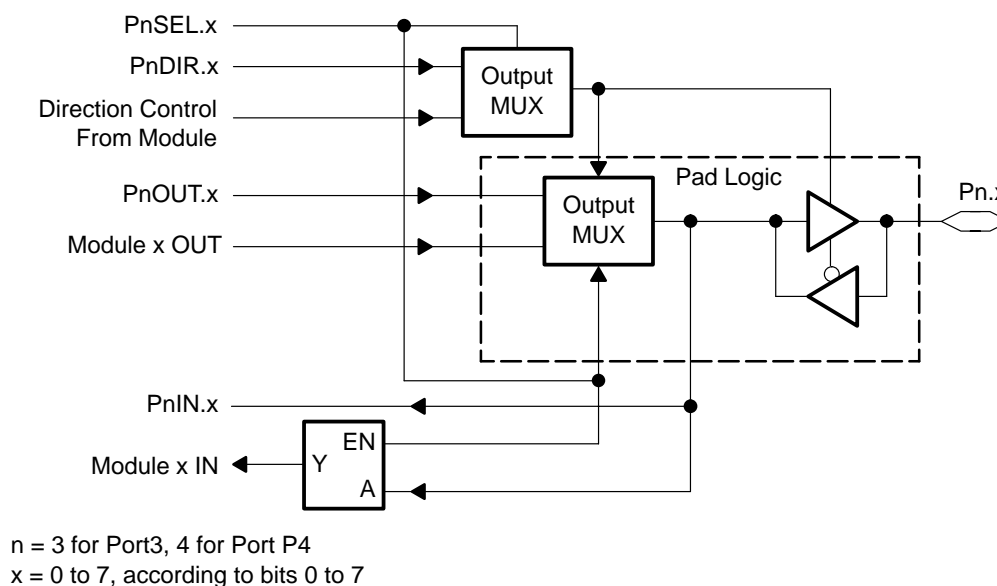 PnSEL.x
PnDIR.x
Direction Control
From Module
Output
MUX
Pad Logic
PnOUT.x
Module x OUT
Output
MUX
Pn.x
PnIN.x
Module x IN
EN
Y
A
n = 3 for Port3, 4 for Port P4
x = 0 to 7, according to bits 0 to 7